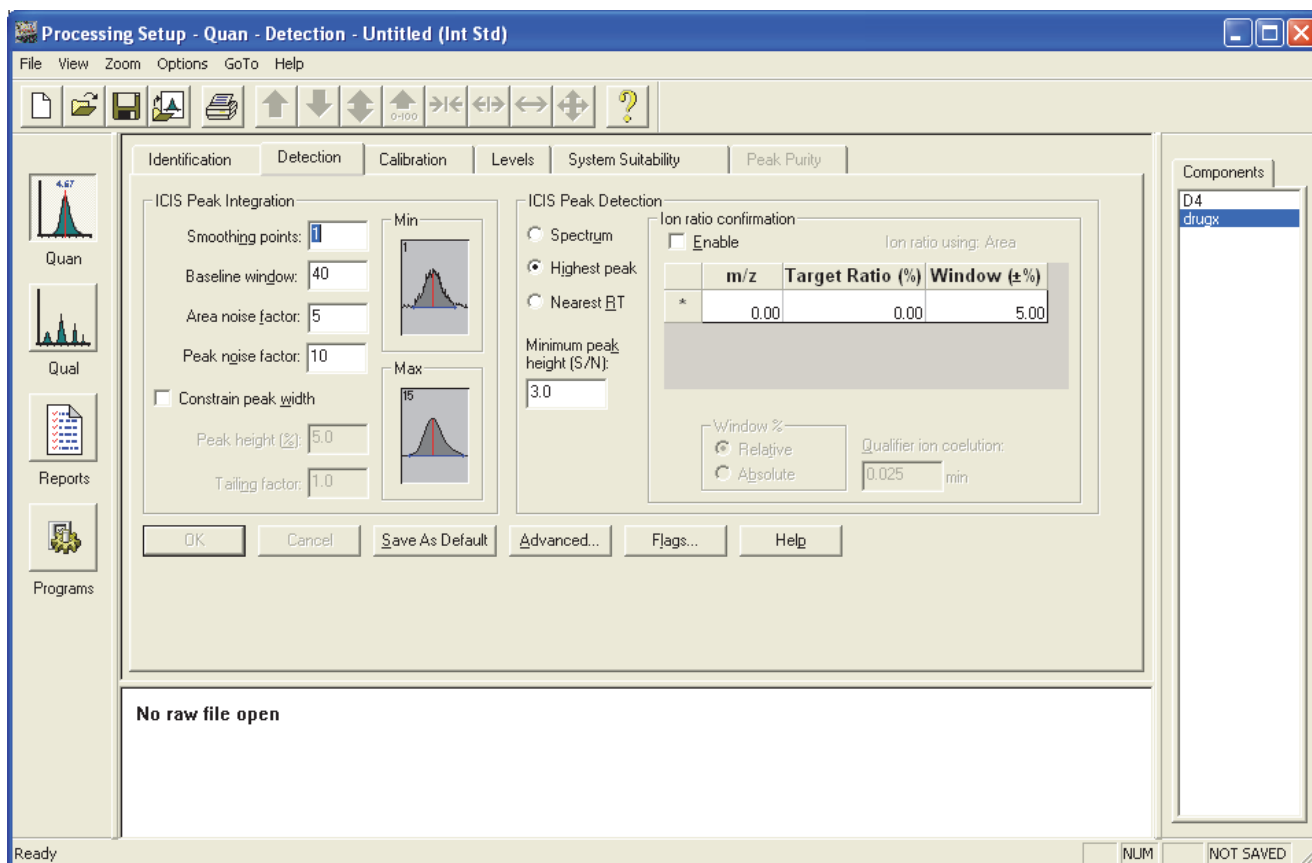 Processing Setup - Quan - Detection - Untitled (Int Std)
File View Zoom Options GoTo Help
0-100
?
4.67
Quan
Qual
Reports
Programs
Identification Detection Calibration Levels System Suitability Peak Purity
ICIS Peak Integration
Smoothing points: 1
Baseline window: 40
Area noise factor: 5
Peak noise factor: 10
Constrain peak width
Peak height (%): 5.0
Tailing factor: 1.0
Min
1
Max
15
ICIS Peak Detection
Spectrum
Highest peak
Nearest RT
Minimum peak
height (S/N):
3.0
Ion ratio confirmation
Enable Ion ratio using: Area
m/z Target Ratio (%) Window (±%)
* 0.00 0.00 5.00
Window %
Relative
Absolute
Qualifier ion coelution:
0.025 min
OK Cancel Save As Default Advanced... Flags... Help
No raw file open
Components
D4
drugx
Ready NUM NOT SAVED